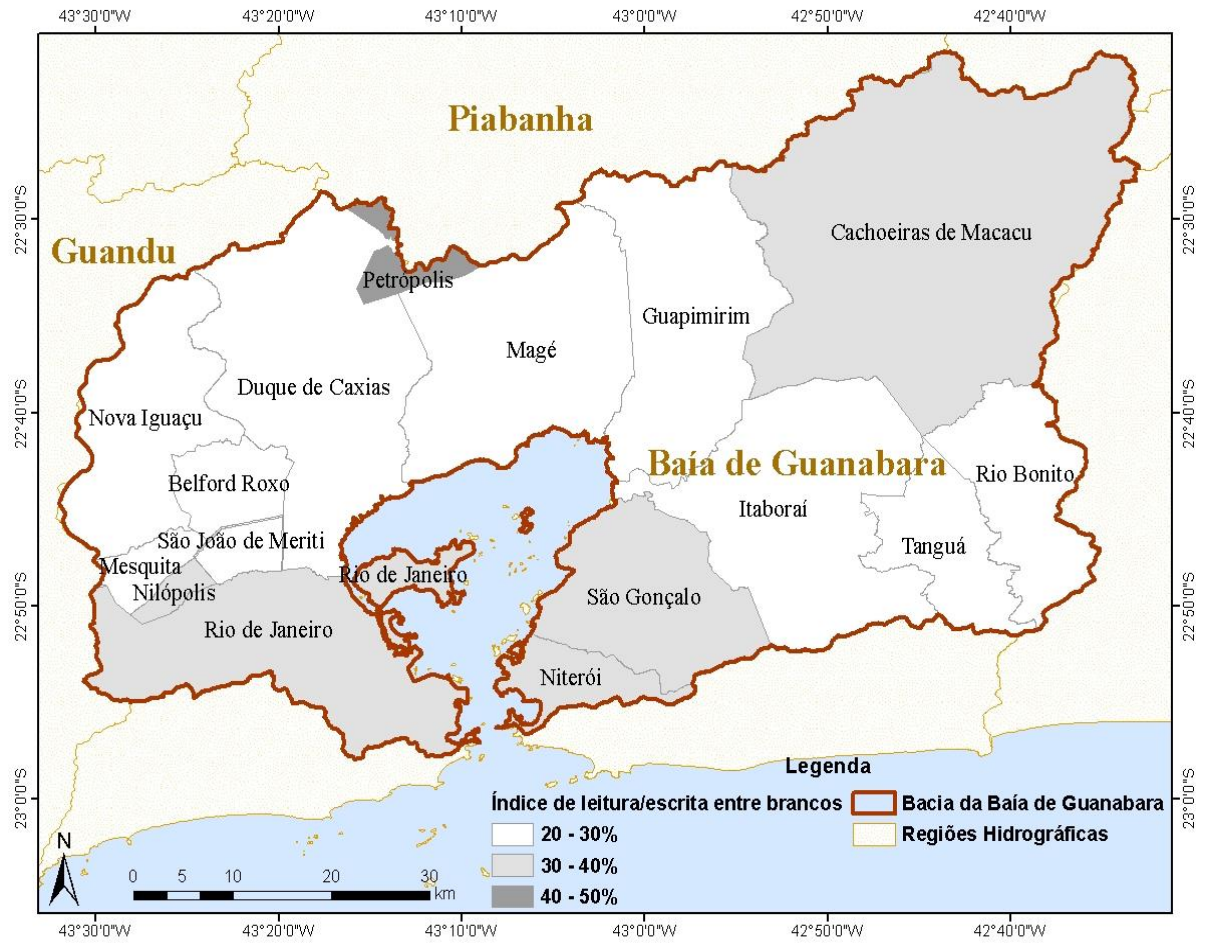 43°30'0"W 43°20'0"W 43°10'0"W 43°0'0"W 42°50'0"W 42°40'0"W
Piabanha
22°30'0"S
22°30'0"S
Guandu
Cachoeiras de Macacu
Petrópolis
Guapimirim
Magé
Duque de Caxias
22°40'0"S
22°40'0"S
Nova Iguaçu
Baía de Guanabara
Rio Bonito
Belford Roxo
Itaboraí
São João de Meriti
Tanguá
Mesquita
Rio de Janeiro
Nilópolis
São Gonçalo
22°50'0"S
22°50'0"S
Rio de Janeiro
Niterói
Legenda
23°0'0"S
23°0'0"S
Índice de leitura/escrita entre brancos
20 - 30%
30 - 40%
40 - 50%
Bacia da Baía de Guanabara
Regiões Hidrográficas
N
0 5 10 20 30
km
43°30'0"W 43°20'0"W 43°10'0"W 43°0'0"W 42°50'0"W 42°40'0"W